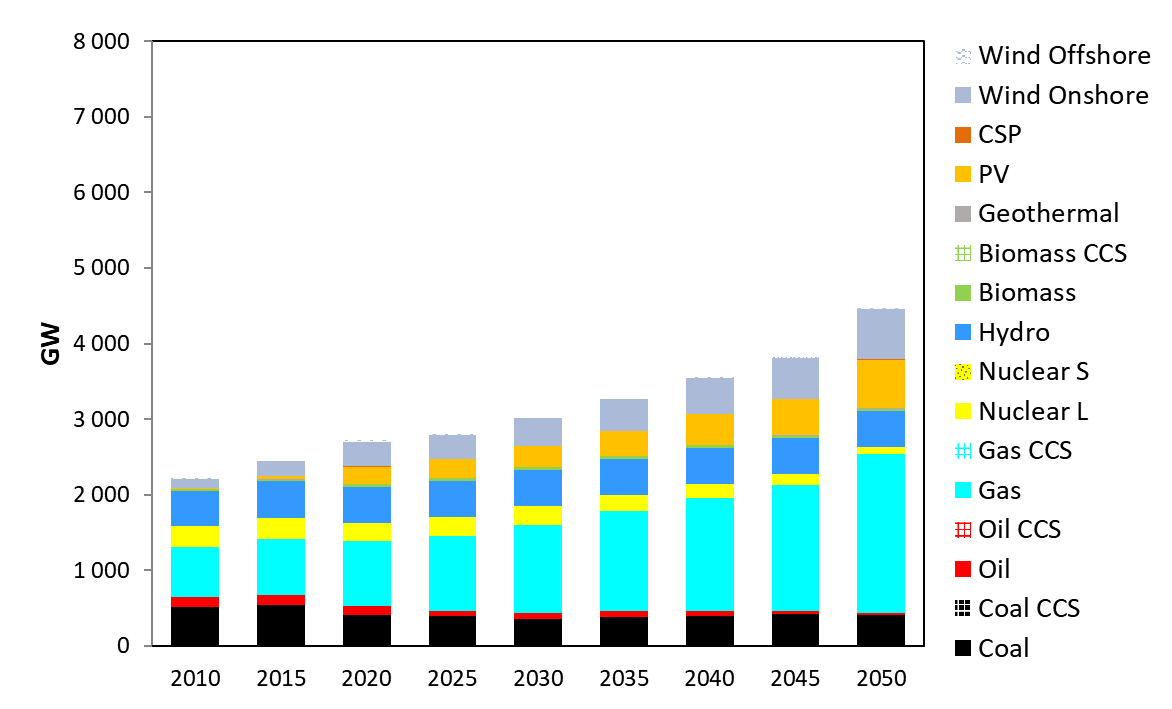 8 000
7 000
6 000
5 000
4 000
3 000
2 000
1 000
0
GW
2010 2015 2020 2025 2030 2035 2040 2045 2050
Wind Offshore
Wind Onshore
CSP
PV
Geothermal
Biomass CCS
Biomass
Hydro
Nuclear S
Nuclear L
Gas CCS
Gas
Oil CCS
Oil
Coal CCS
Coal